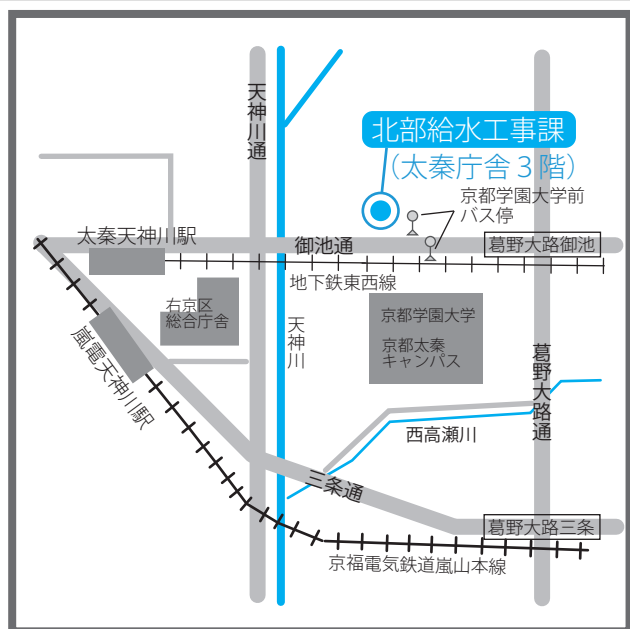 天神川通
北部給水工事課
（太秦庁舎３階）
京都学園大学前
バス停
太秦天神川駅
御池通
葛野大路御池
地下鉄東西線
右京区
総合庁舎
天神川
京都学園大学
京都太秦
キャンパス
嵐電天神川駅
葛野大路通
西高瀬川
三条通
葛野大路三条
京福電気鉄道嵐山本線